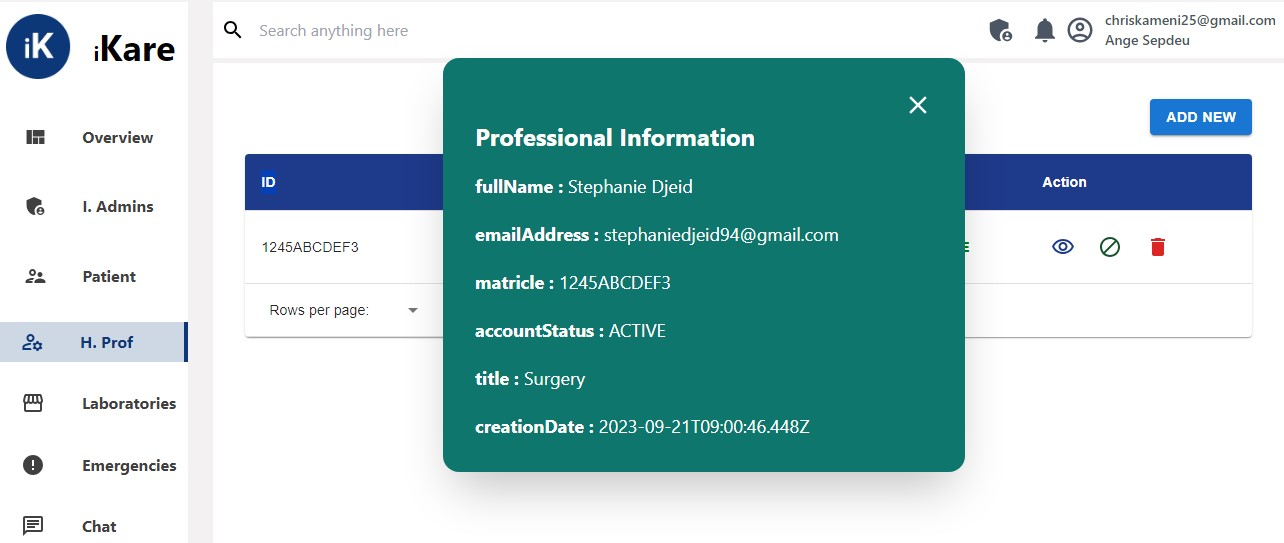 iK
iKare
Search anything here
chriskameni25@gmail.com
Ange Sepdeu
Overview
I. Admins
Patient
H. Prof
Laboratories
Emergencies
Chat
ADD NEW
ID
Action
1245ABCDEF3
Rows per page:
Professional Information
fullName : Stephanie Djeid
emailAddress : stephaniedjeid94@gmail.com
matricle : 1245ABCDEF3
accountStatus : ACTIVE
title : Surgery
creationDate : 2023-09-21T09:00:46.448Z